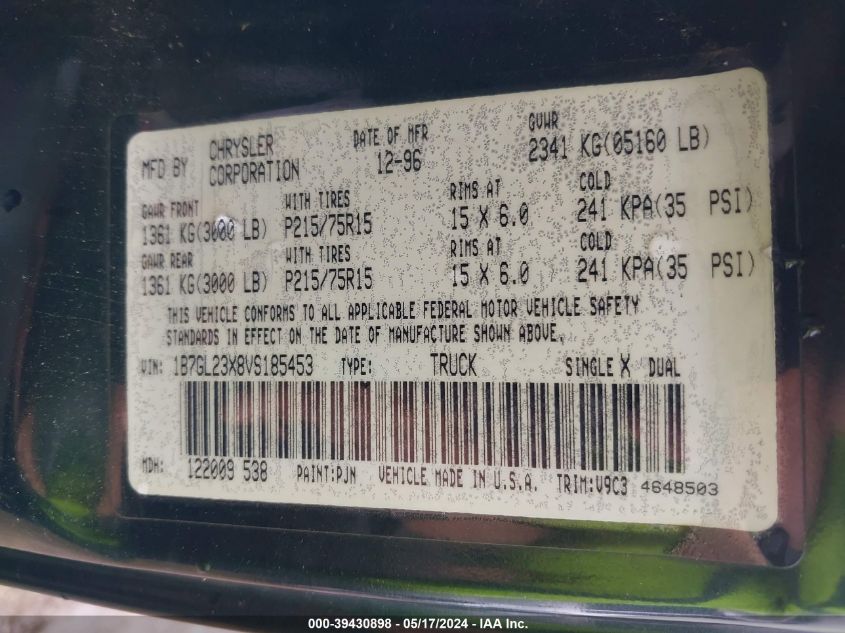 MFD BY CHRYSLER CORPORATION DATE OF MFR 12-96 GVWR 2341 KG(05160 LB)
GAWR FRONT WITH TIRES RIMS AT COLD
1361 KG(3000 LB) P215/75R15 15 X 6.0 241 KPA(35 PSI)
GAWR REAR WITH TIRES RIMS AT COLD
1361 KG(3000 LB) P215/75R15 15 X 6.0 241 KPA(35 PSI)
THIS VEHICLE CONFORMS TO ALL APPLICABLE FEDERAL MOTOR VEHICLE SAFETY
STANDARDS IN EFFECT ON THE DATE OF MANUFACTURE SHOWN ABOVE.
VIN: 1B7GL23X8VS185453 TYPE: TRUCK SINGLE X DUAL
MDH: 122009 538 PAINT:PJN VEHICLE MADE IN U.S.A. TRIM:V9C3 4648503
000-39430898 - 05/17/2024 - IAA Inc.